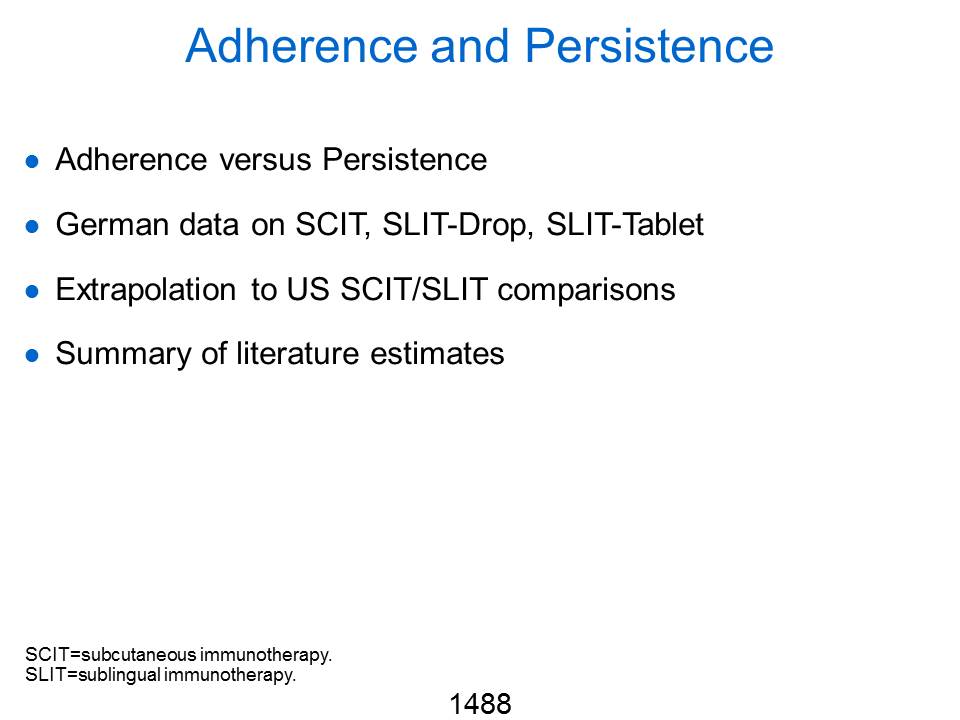 Adherence and Persistence
● Adherence versus Persistence
● German data on SCIT, SLIT-Drop, SLIT-Tablet
● Extrapolation to US SCIT/SLIT comparisons
● Summary of literature estimates
SCIT=subcutaneous immunotherapy.
SLIT=sublingual immunotherapy.
1488